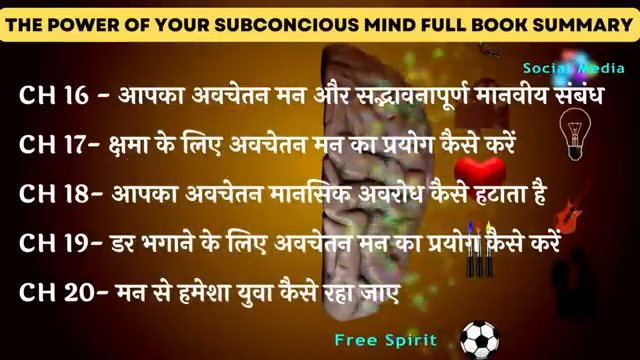 THE POWER OF YOUR SUBCONCIOUS MIND FULL BOOK SUMMARY
Social Media
CH 16 - आपका अवचेतन मन और सद्भावनापूर्ण मानवीय संबंध
CH 17- क्षमा के लिए अवचेतन मन का प्रयोग कैसे करें
CH 18- आपका अवचेतन मानसिक अवरोध कैसे हटाता है
CH 19- डर भगाने के लिए अवचेतन मन का प्रयोग कैसे करें
CH 20- मन से हमेशा युवा कैसे रहा जाए
Free Spirit